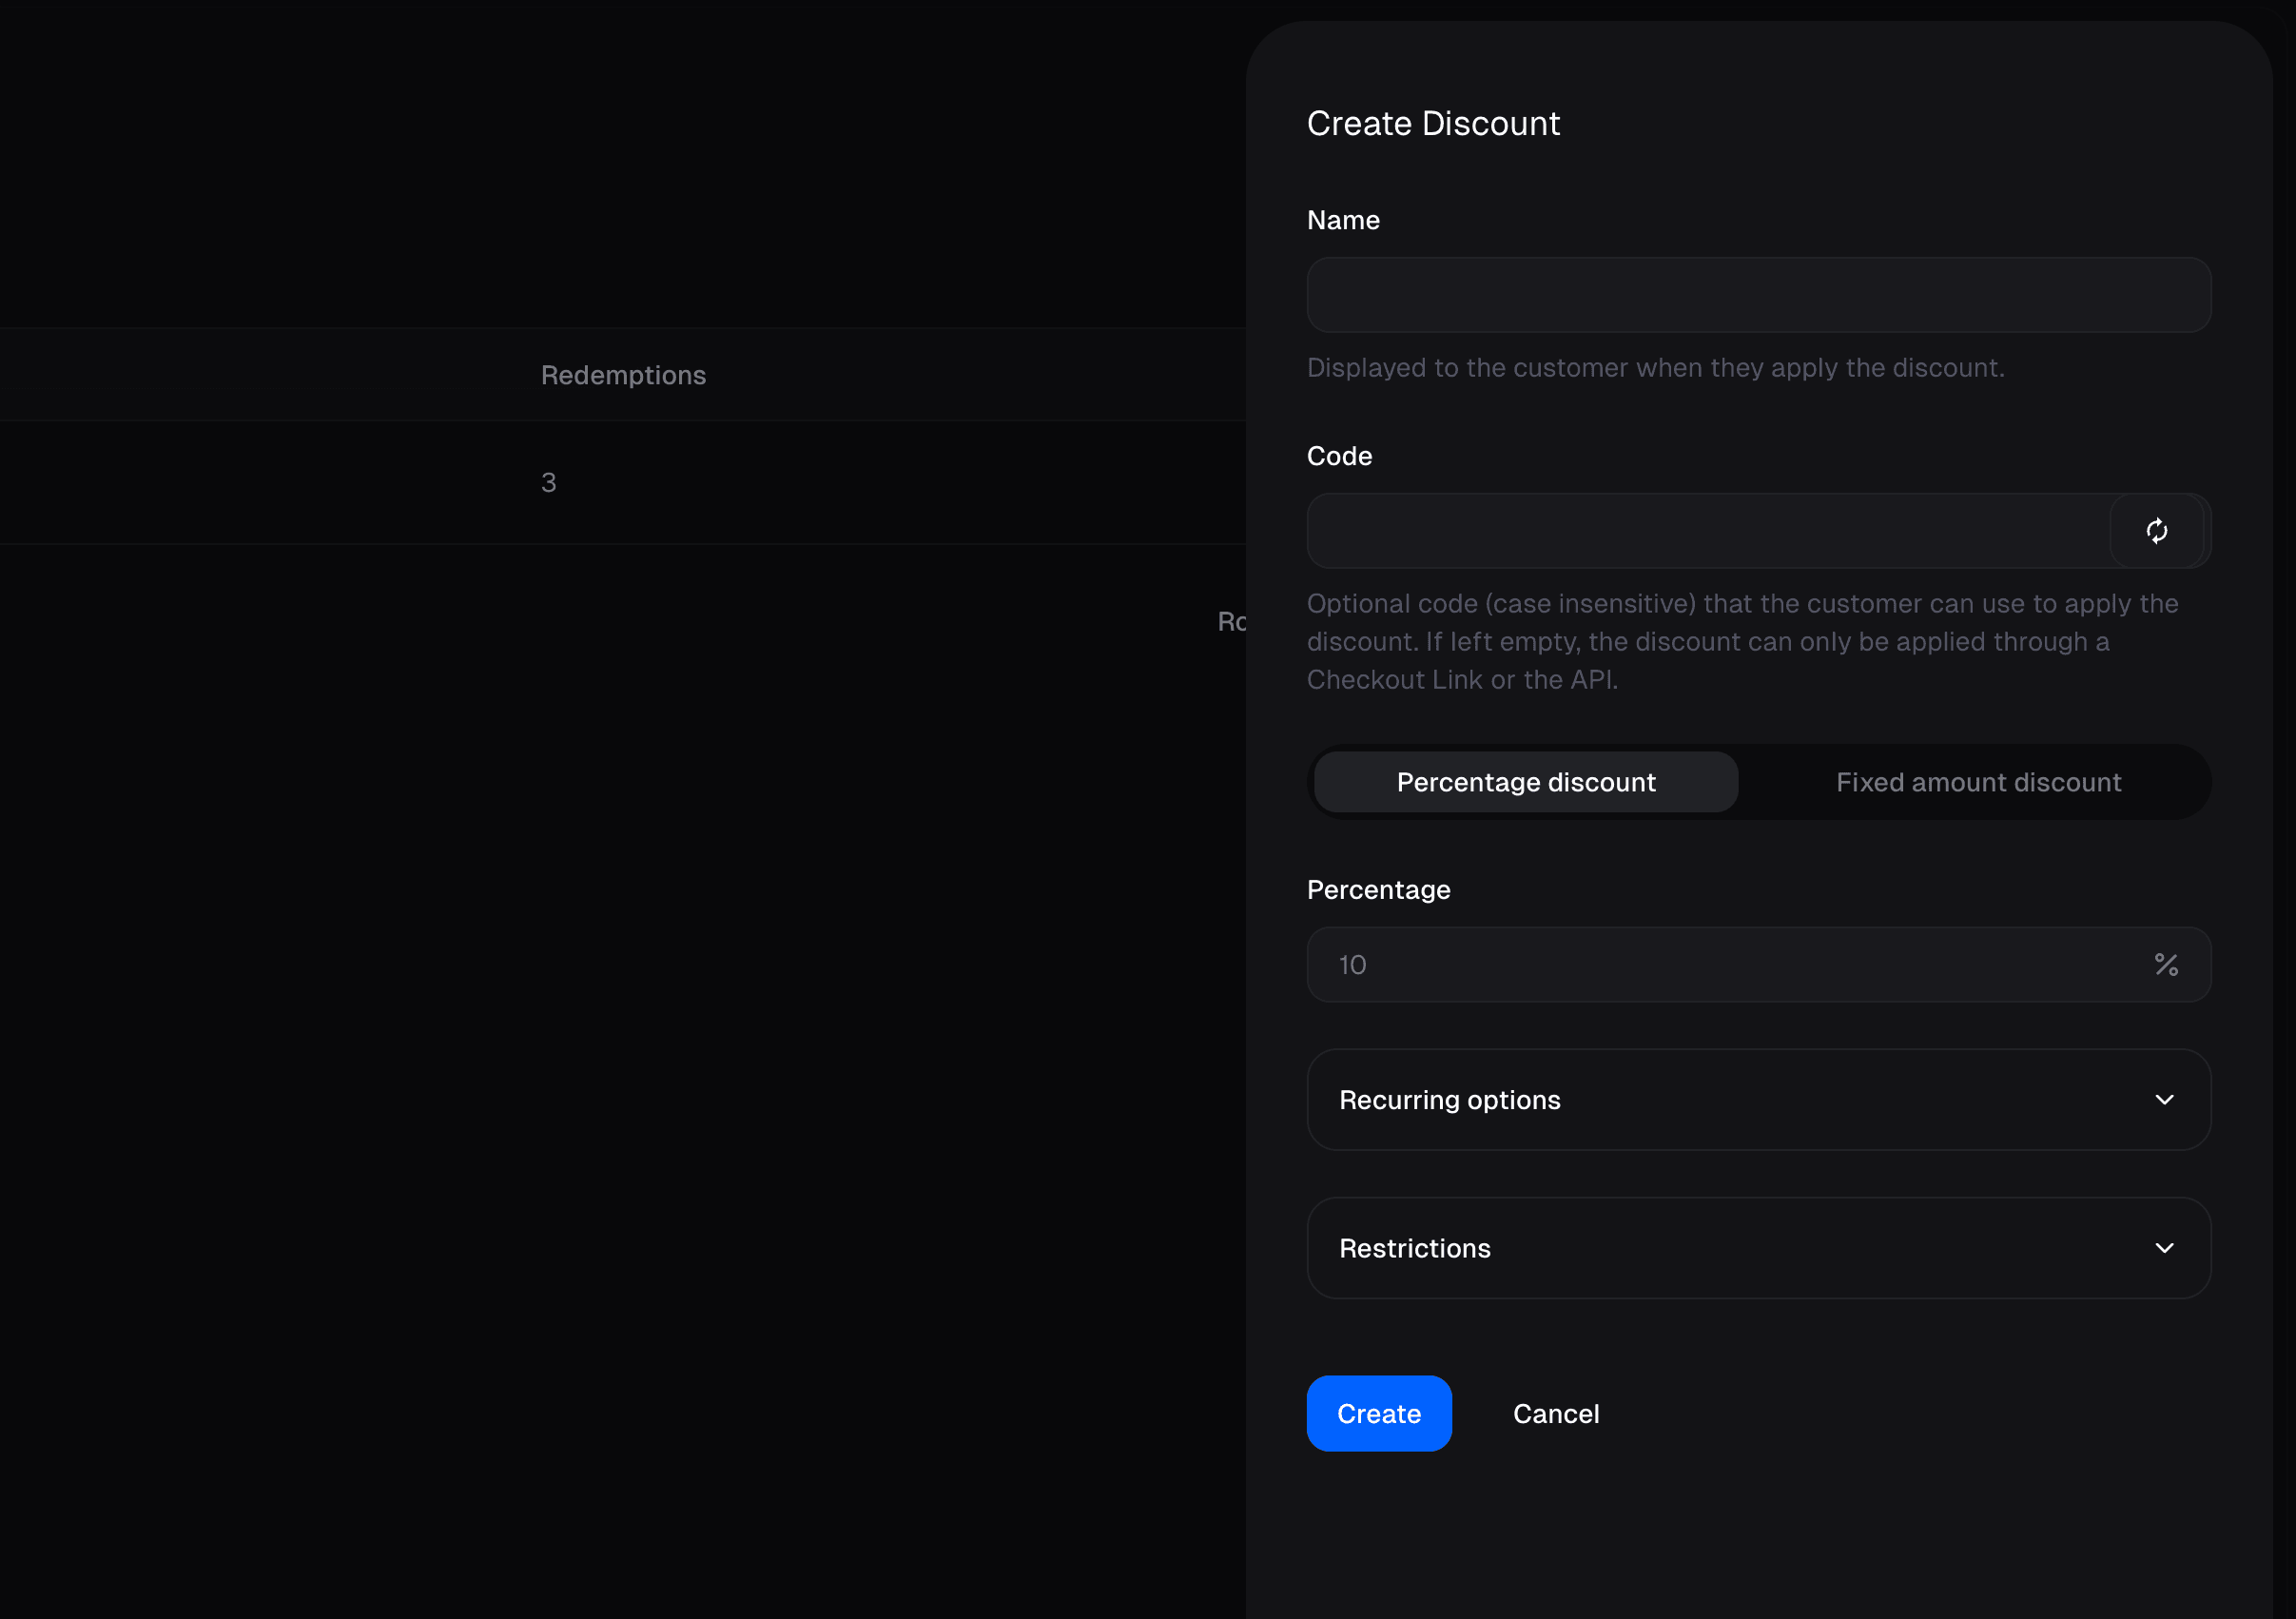 Redemptions
3
Create Discount
Name
Displayed to the customer when they apply the discount.
Code
Optional code (case insensitive) that the customer can use to apply the
discount. If left empty, the discount can only be applied through a
Checkout Link or the API.
Percentage discount
Fixed amount discount
Percentage
10
%
Recurring options
Restrictions
Create
Cancel